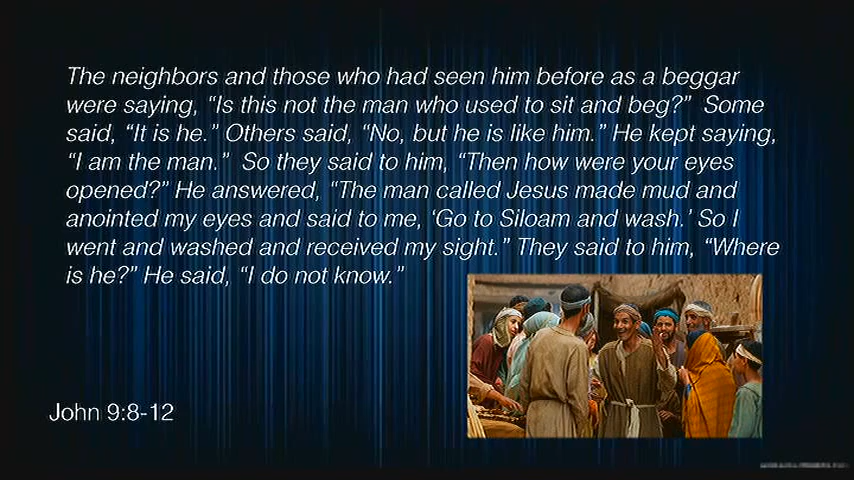 The neighbors and those who had seen him before as a beggar
were saying, “Is this not the man who used to sit and beg?”  Some
said, “It is he.” Others said, “No, but he is like him.” He kept saying,
“I am the man.”  So they said to him, “Then how were your eyes
opened?” He answered, “The man called Jesus made mud and
anointed my eyes and said to me, ‘Go to Siloam and wash.’ So I
went and washed and received my sight.” They said to him, “Where
is he?” He said, “I do not know.”
John 9:8-12